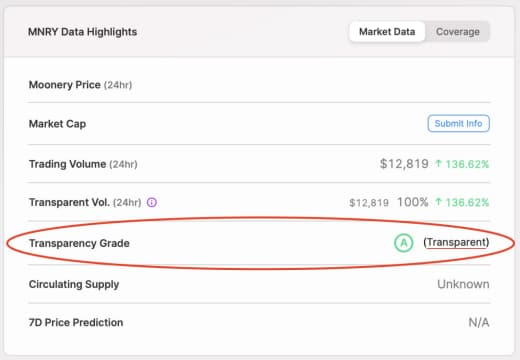 MNRY Data Highlights Market Data Coverage
Moonery Price (24hr)
Market Cap Submit Info
Trading Volume (24hr) $12,819 ↑ 136.62%
Transparent Vol. (24hr) $12,819 100% ↑ 136.62%
Transparency Grade A (Transparent)
Circulating Supply Unknown
7D Price Prediction N/A